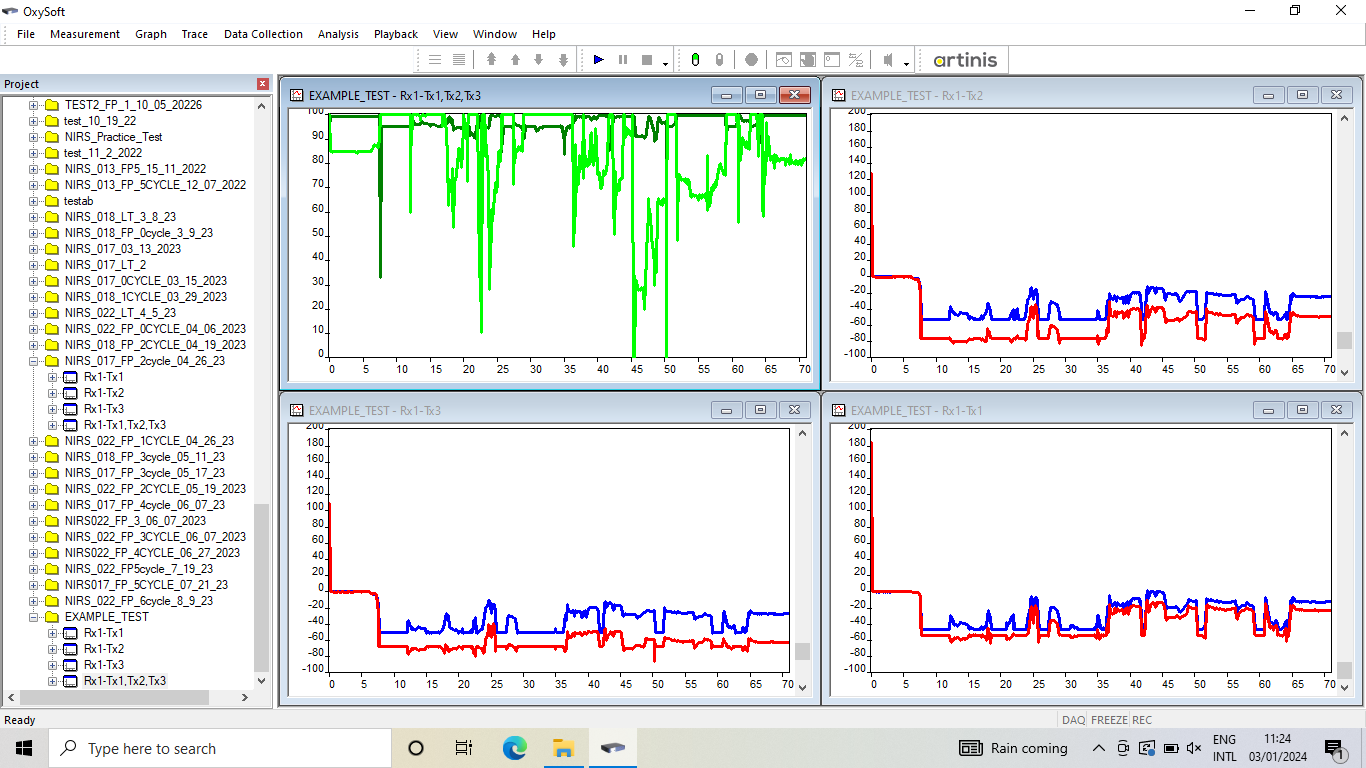 OxySoft
File Measurement Graph Trace Data Collection Analysis Playback View Window Help
artinis
Project
TEST2_FP_1_10_05_20226
test_10_19_22
NIRS_Practice_Test
test_11_2_2022
NIRS_013_FP5_15_11_2022
NIRS_013_FP_5CYCLE_12_07_2022
testab
NIRS_018_LT_3_8_23
NIRS_018_FP_0cycle_3_9_23
NIRS_017_03_13_2023
NIRS_017_LT_2
NIRS_017_0CYCLE_03_15_2023
NIRS_018_1CYCLE_03_29_2023
NIRS_022_LT_4_5_23
NIRS_022_FP_0CYCLE_04_06_2023
NIRS_018_FP_2CYCLE_04_19_2023
NIRS_017_FP_2cycle_04_26_23
Rx1-Tx1
Rx1-Tx2
Rx1-Tx3
Rx1-Tx1,Tx2,Tx3
NIRS_022_FP_1CYCLE_04_26_23
NIRS_018_FP_3cycle_05_11_23
NIRS_017_FP_3cycle_05_17_23
NIRS_022_FP_2CYCLE_05_19_2023
NIRS_017_FP_4cycle_06_07_23
NIRS022_FP_3_06_07_2023
NIRS_022_FP_3CYCLE_06_07_2023
NIRS022_FP_4CYCLE_06_27_2023
NIRS_022_FP5cycle_7_19_23
NIRS017_FP_5CYCLE_07_21_23
NIRS_022_FP_6cycle_8_9_23
EXAMPLE_TEST
Rx1-Tx1
Rx1-Tx2
Rx1-Tx3
Rx1-Tx1,Tx2,Tx3
EXAMPLE_TEST - Rx1-Tx1,Tx2,Tx3
100
90
80
70
60
50
40
30
20
10
0
0 5 10 15 20 25 30 35 40 45 50 55 60 65 70
EXAMPLE_TEST - Rx1-Tx2
200
180
160
140
120
100
80
60
40
20
0
-20
-40
-60
-80
-100
0 5 10 15 20 25 30 35 40 45 50 55 60 65 70
EXAMPLE_TEST - Rx1-Tx3
200
180
160
140
120
100
80
60
40
20
0
-20
-40
-60
-80
-100
0 5 10 15 20 25 30 35 40 45 50 55 60 65 70
EXAMPLE_TEST - Rx1-Tx1
200
180
160
140
120
100
80
60
40
20
0
-20
-40
-60
-80
-100
0 5 10 15 20 25 30 35 40 45 50 55 60 65 70
Ready
DAQ FREEZE REC
Type here to search
Rain coming
ENG
INTL
11:24
03/01/2024
1